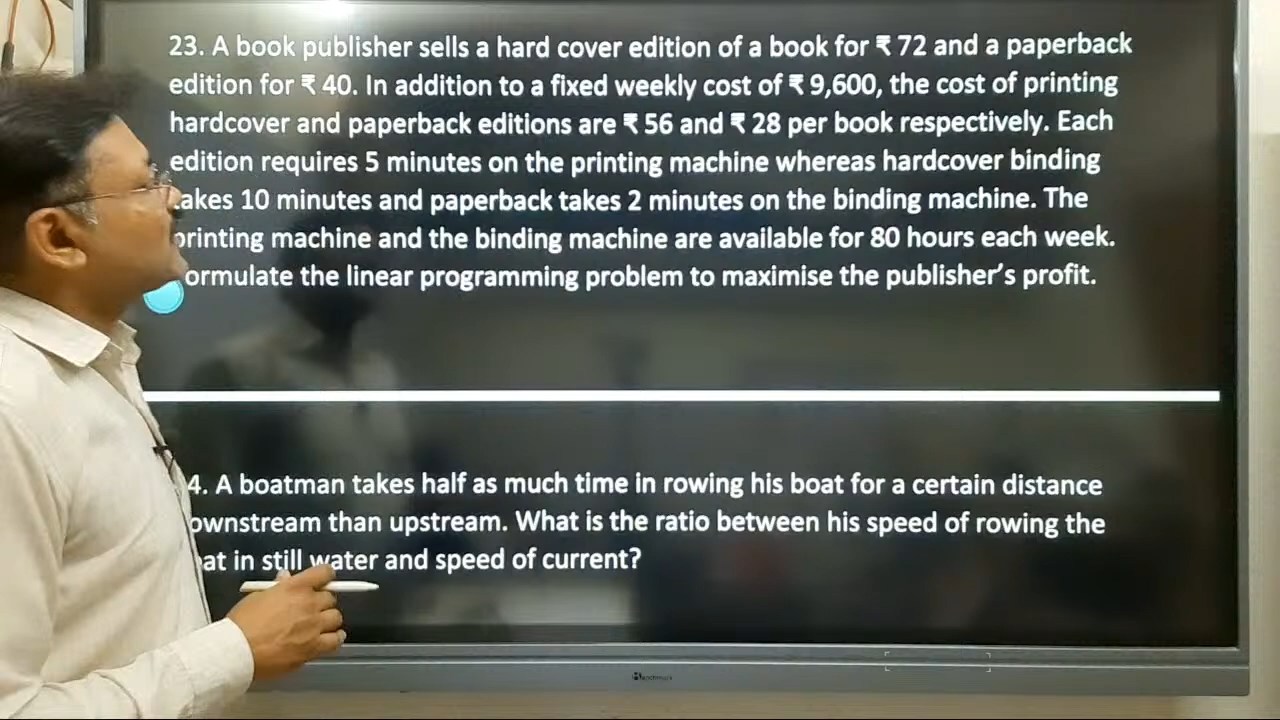 23. A book publisher sells a hard cover edition of a book for ₹ 72 and a paperback
edition for ₹ 40. In addition to a fixed weekly cost of ₹ 9,600, the cost of printing
hardcover and paperback editions are ₹ 56 and ₹ 28 per book respectively. Each
edition requires 5 minutes on the printing machine whereas hardcover binding
akes 10 minutes and paperback takes 2 minutes on the binding machine. The
printing machine and the binding machine are available for 80 hours each week.
ormulate the linear programming problem to maximise the publisher's profit.
4. A boatman takes half as much time in rowing his boat for a certain distance
ownstream than upstream. What is the ratio between his speed of rowing the
at in still water and speed of current?